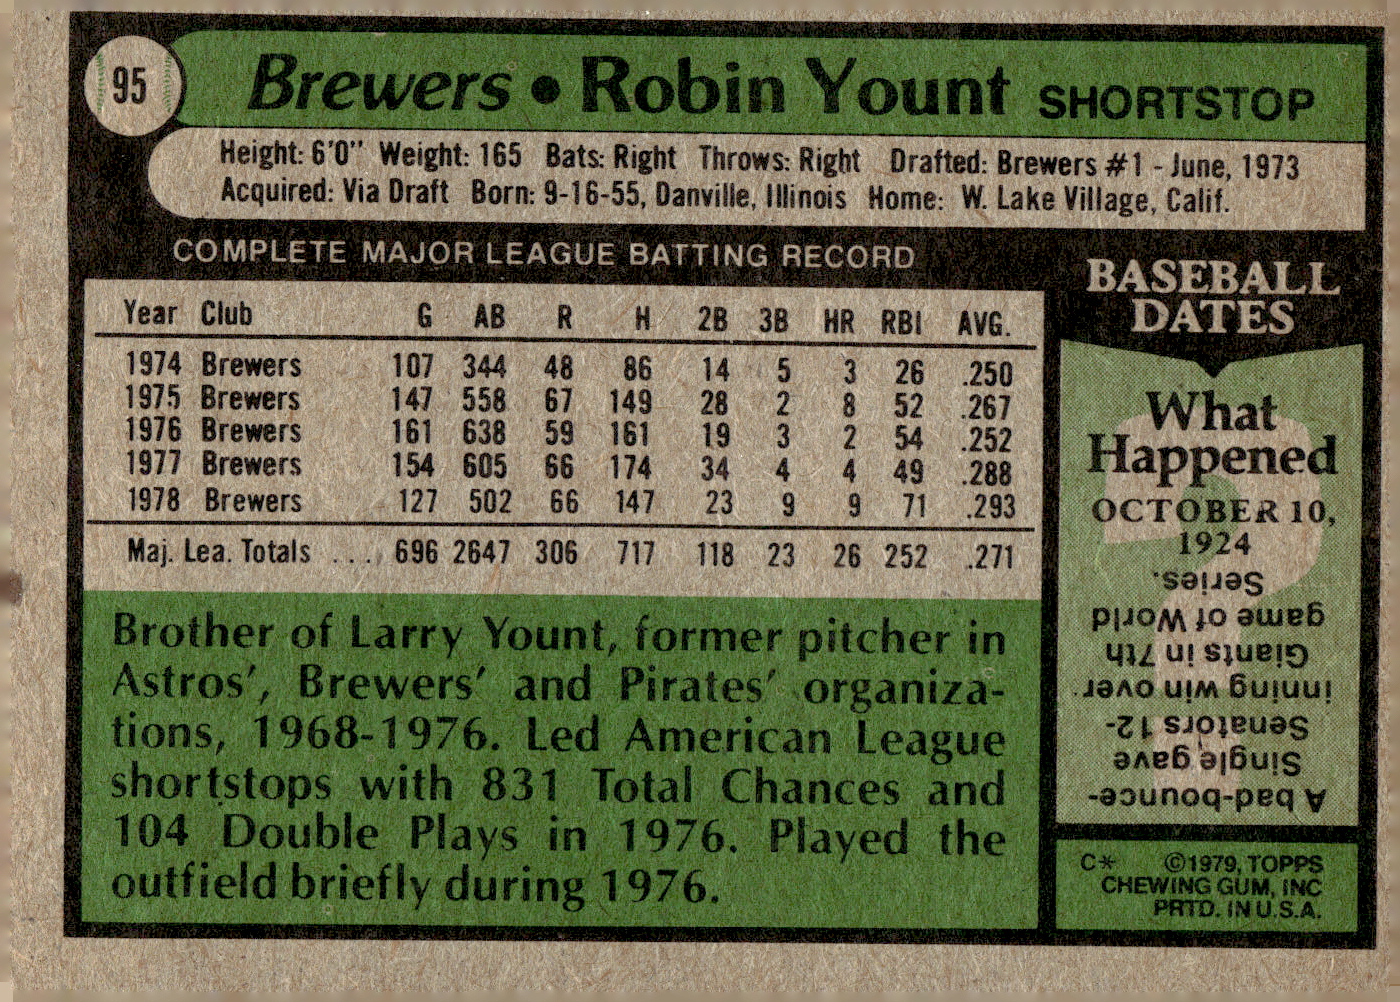 95
Brewers • Robin Yount SHORTSTOP
Height: 6'0" Weight: 165 Bats: Right Throws: Right Drafted: Brewers #1 - June, 1973
Acquired: Via Draft Born: 9-16-55, Danville, Illinois Home: W. Lake Village, Calif.
COMPLETE MAJOR LEAGUE BATTING RECORD
Year Club G AB R H 2B 3B HR RBI AVG.
1974 Brewers 107 344 48 86 14 5 3 26 .250
1975 Brewers 147 558 67 149 28 2 8 52 .267
1976 Brewers 161 638 59 161 19 3 2 54 .252
1977 Brewers 154 605 66 174 34 4 4 49 .288
1978 Brewers 127 502 66 147 23 9 9 71 .293
Maj. Lea. Totals .... 696 2647 306 717 118 23 26 252 .271
Brother of Larry Yount, former pitcher in
Astros', Brewers' and Pirates' organiza-
tions, 1968-1976. Led American League
shortstops with 831 Total Chances and
104 Double Plays in 1976. Played the
outfield briefly during 1976.
BASEBALL
DATES
What
Happened
OCTOBER 10,
1924
A bad-bounce-
Single gave
Senators 12-
inning win over
Giants in 7th
game of World
Series.
C* ©1979, TOPPS
CHEWING GUM, INC
PRTD. IN U.S.A.